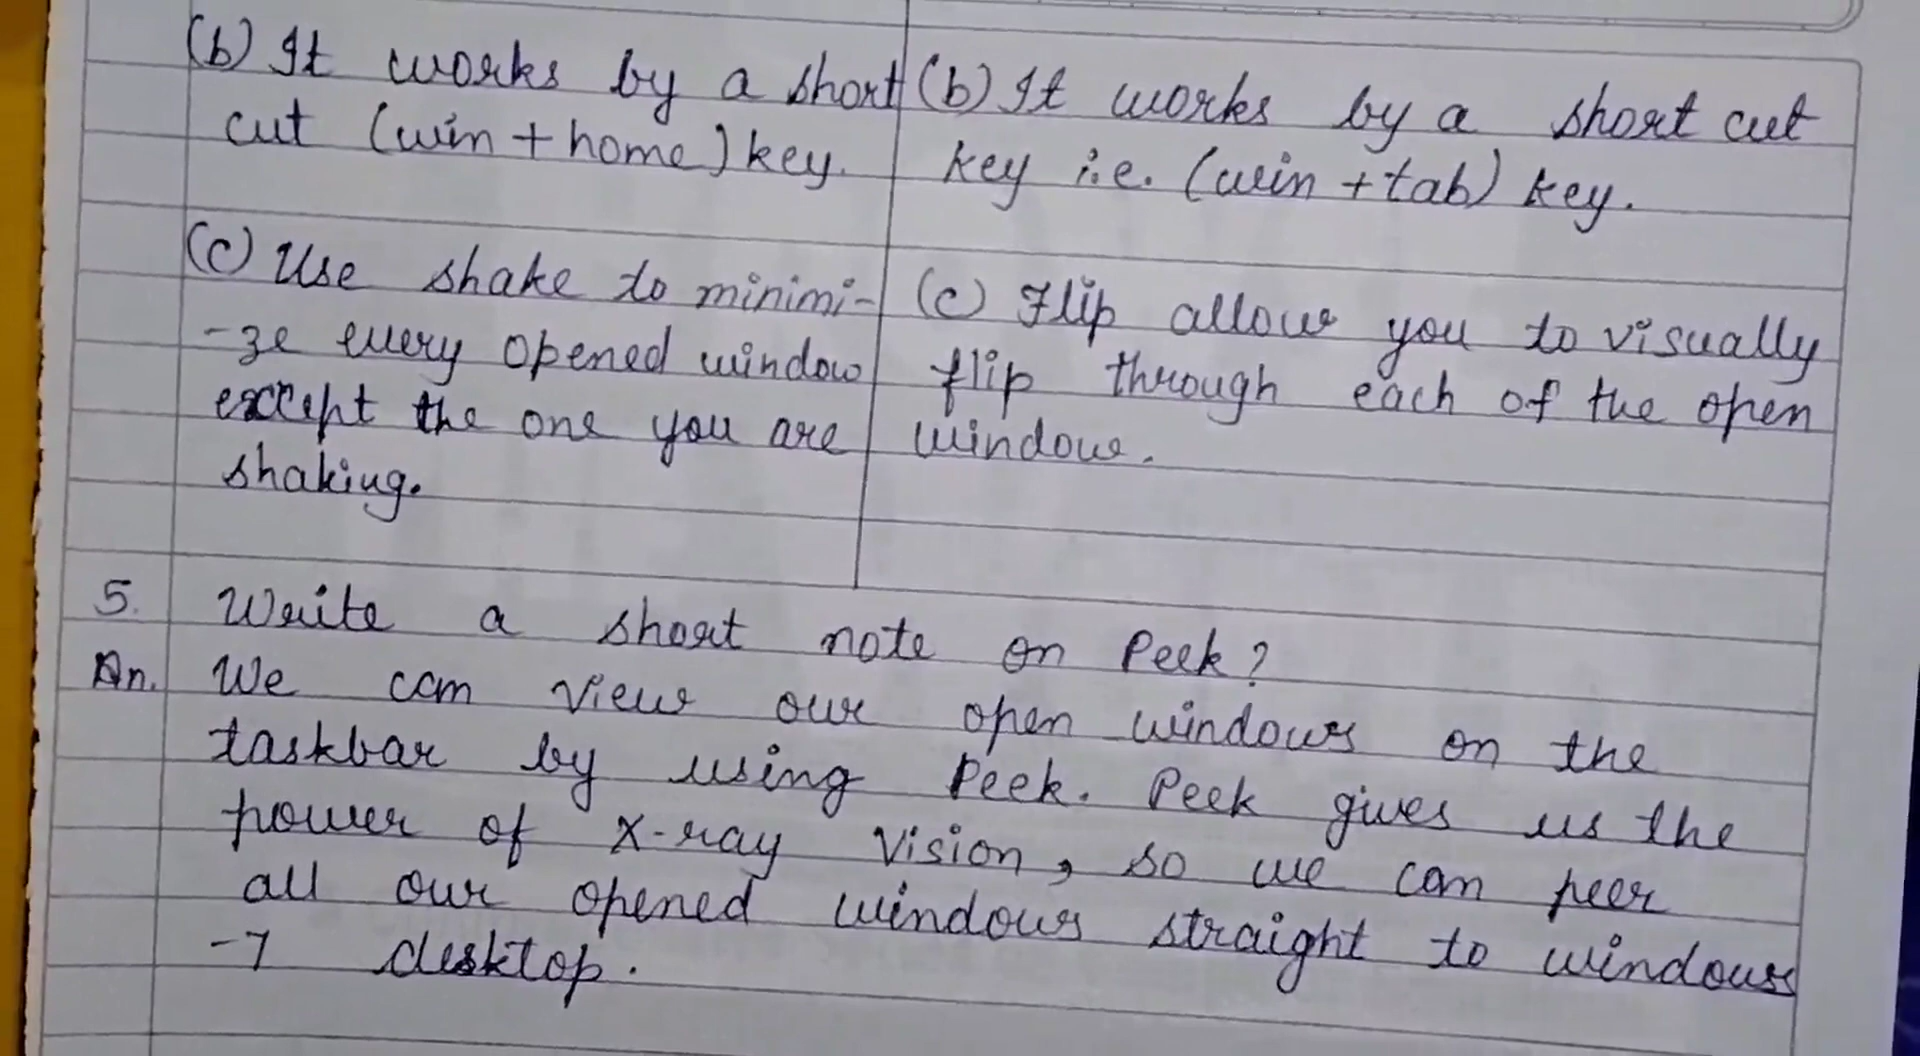 (b) It works by a short
cut (win + home) key.
(c) Use shake to minimi-
-ze every opened window
except the one you are
shaking.
(b) It works by a short cut
key i.e. (win + tab) key.
(c) Flip allows you to visually
flip through each of the open
window.
5. Write a short note on Peek?
An. We can view our open windows on the
taskbar by using Peek. Peek gives us the
power of X-ray vision, so we can peer
all our opened windows straight to windows
-7 desktop.